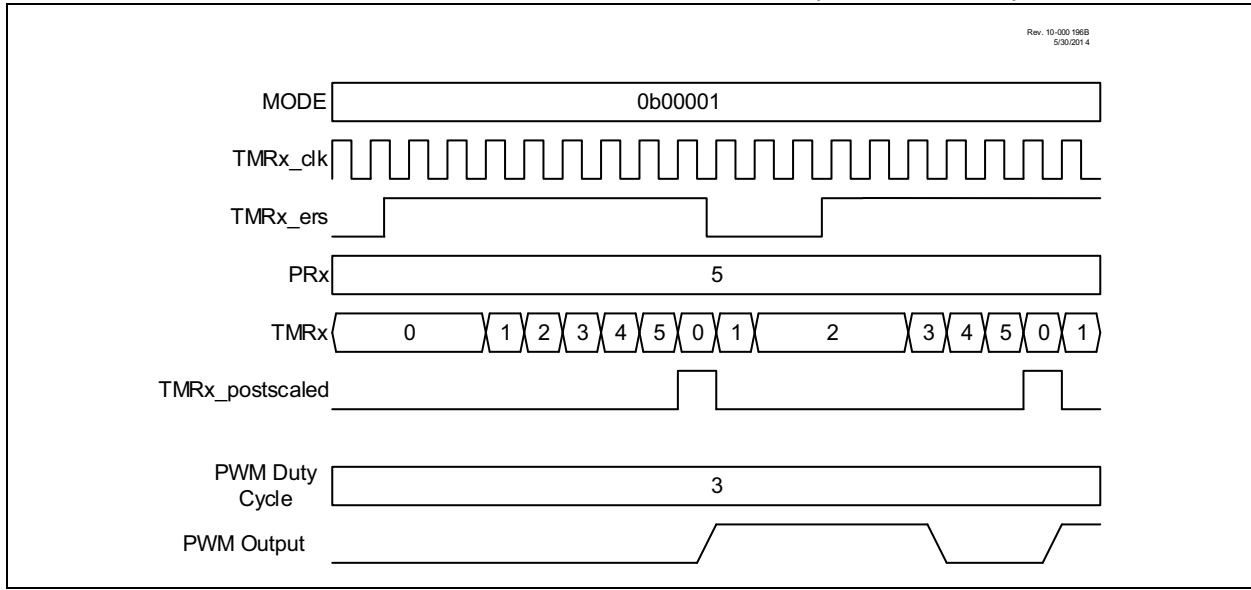 Rev. 10-000 196B
5/30/201 4
MODE 0b00001
TMRx_clk
TMRx_ers
PRx 5
TMRx 0 1 2 3 4 5 0 1 2 3 4 5 0 1
TMRx_postscaled
PWM Duty
Cycle 3
PWM Output